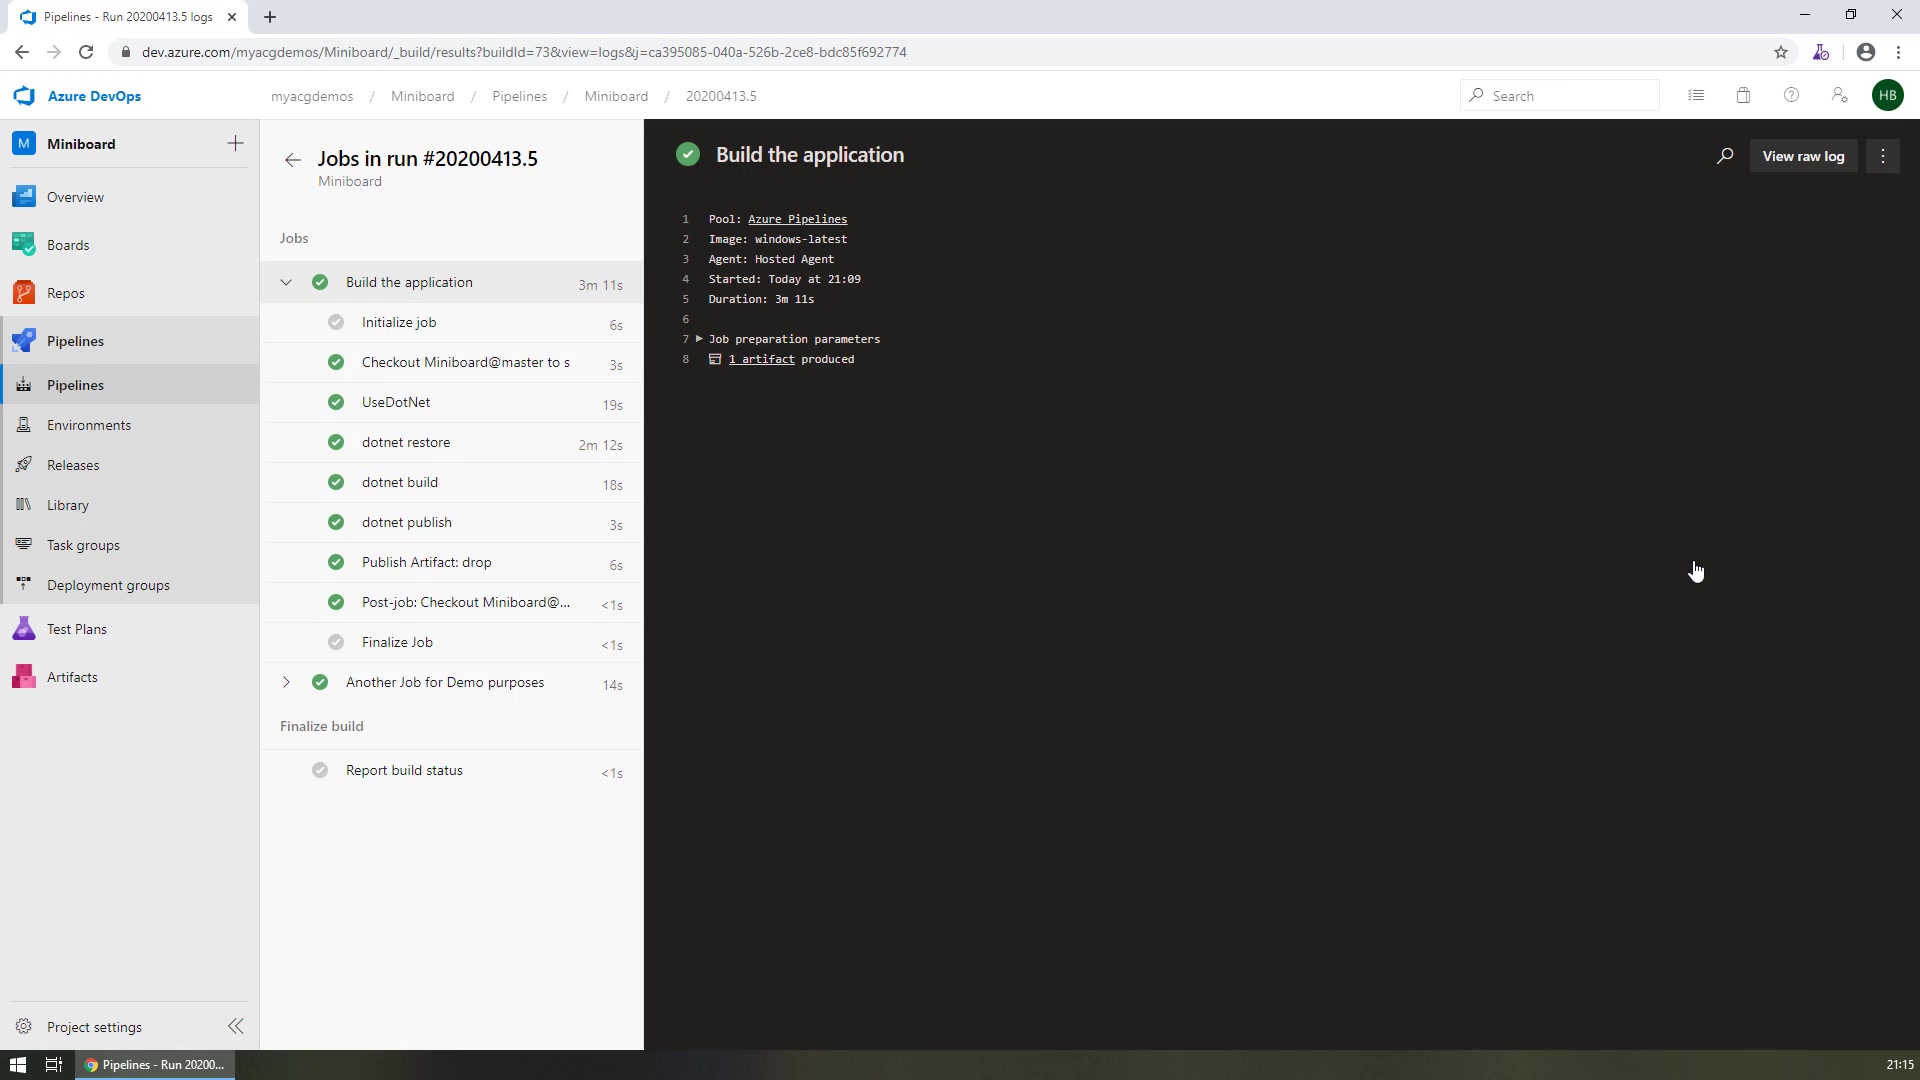 Pipelines - Run 20200413.5 logs
dev.azure.com/myacgdemos/Miniboard/_build/results?buildId=73&view=logs&j=ca395085-040a-526b-2ce8-bdc85f692774
Azure DevOps
myacgdemos / Miniboard / Pipelines / Miniboard / 20200413.5
Search
HB
M Miniboard
Overview
Boards
Repos
Pipelines
Pipelines
Environments
Releases
Library
Task groups
Deployment groups
Test Plans
Artifacts
Project settings
Jobs in run #20200413.5
Miniboard
Jobs
Build the application 3m 11s
Initialize job 6s
Checkout Miniboard@master to s 3s
UseDotNet 19s
dotnet restore 2m 12s
dotnet build 18s
dotnet publish 3s
Publish Artifact: drop 6s
Post-job: Checkout Miniboard@... <1s
Finalize Job <1s
Another Job for Demo purposes 14s
Finalize build
Report build status <1s
Build the application
View raw log
1 Pool: Azure Pipelines
2 Image: windows-latest
3 Agent: Hosted Agent
4 Started: Today at 21:09
5 Duration: 3m 11s
6
7 Job preparation parameters
8 1 artifact produced
Pipelines - Run 20200...
21:15